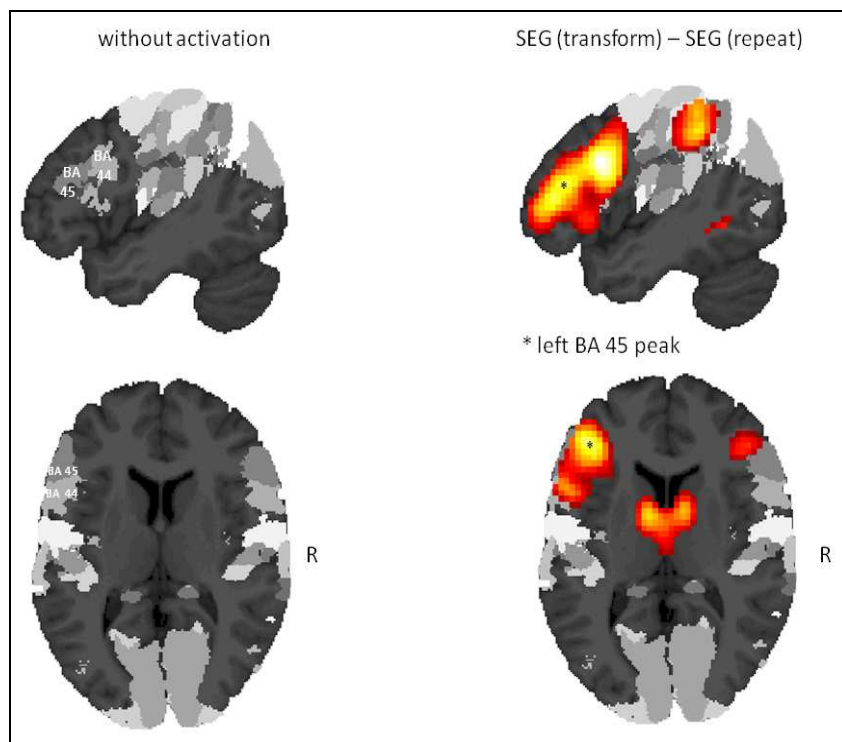 without activation
SEG (transform) – SEG (repeat)
BA
44
BA
45
*
* left BA 45 peak
BA 45
BA 44
R
*
R